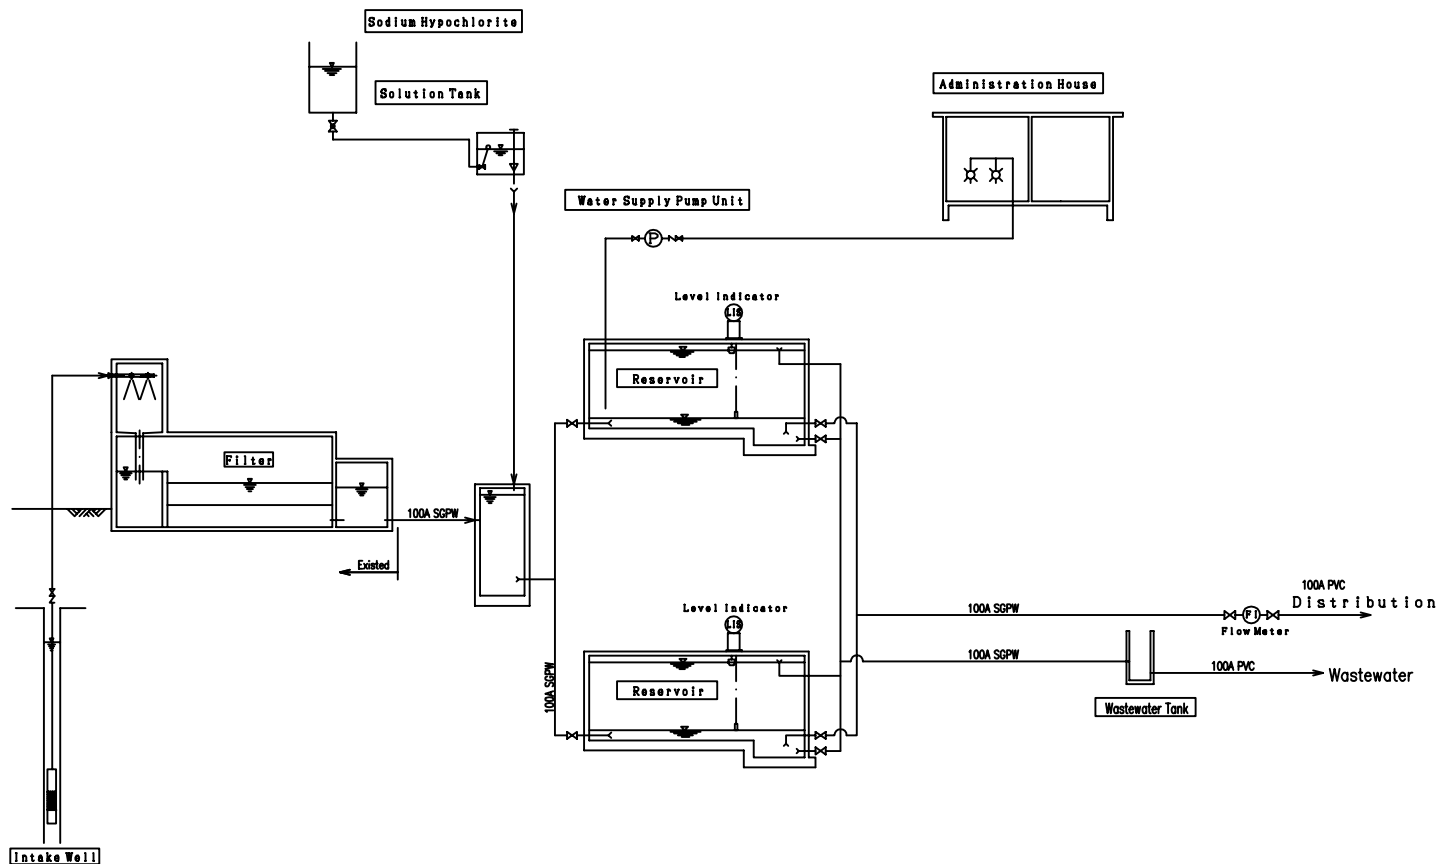 Sodium Hypochlorite
Solution Tank
Administration House
Water Supply Pump Unit
P
Level Indicator
LIS
Reservoir
Filter
100A SGPW
Existed
100A PVC
Distribution
100A SGPW
FI
Flow Meter
Level Indicator
LIS
100A SGPW
100A SGPW
100A PVC
Wastewater
Reservoir
Wastewater Tank
Intake Well